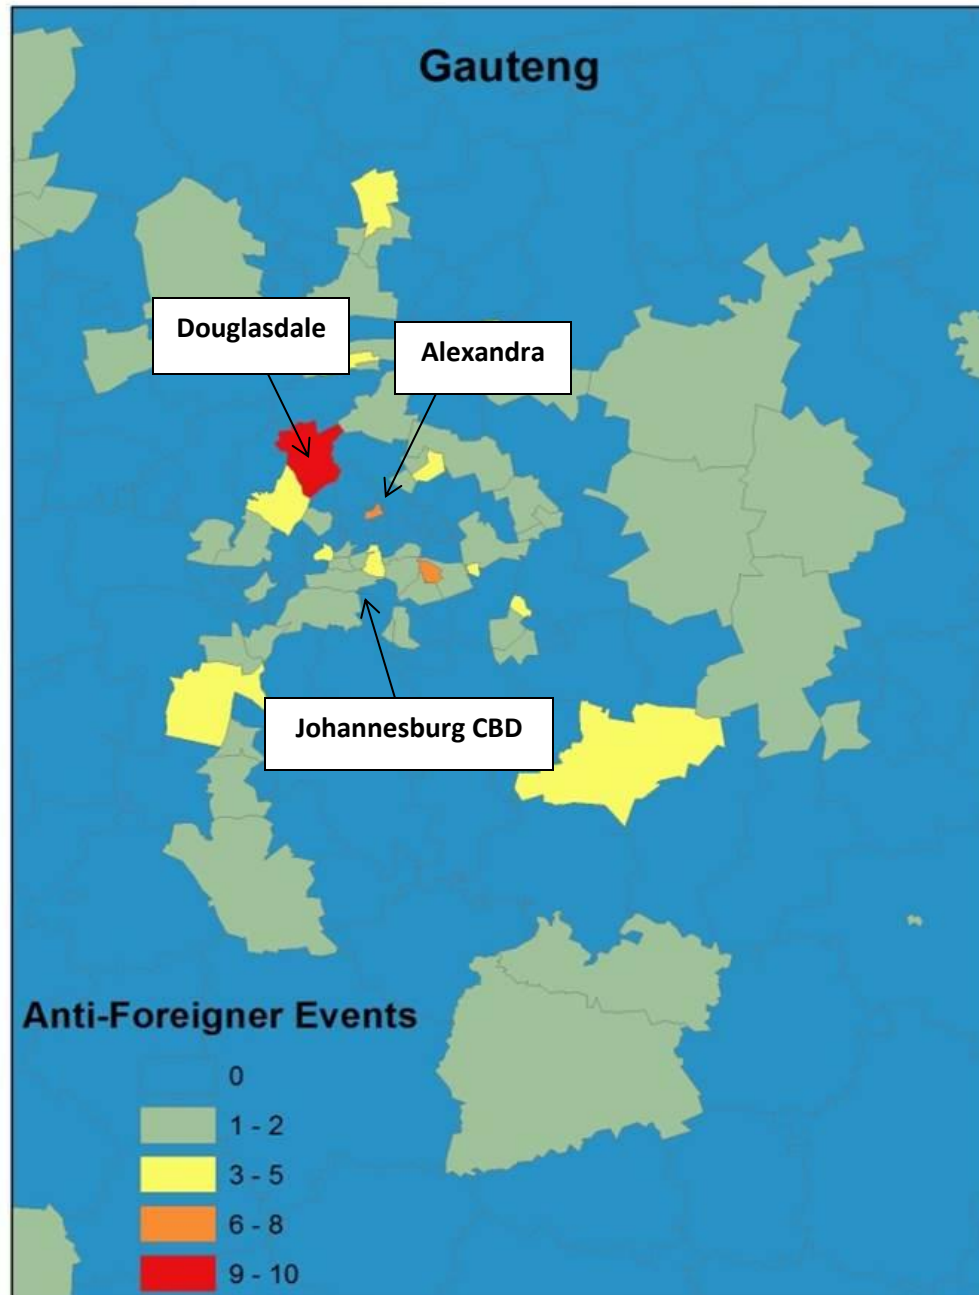 Gauteng
Douglasdale
Alexandra
Johannesburg CBD
Anti-Foreigner Events
0
1 - 2
3 - 5
6 - 8
9 - 10